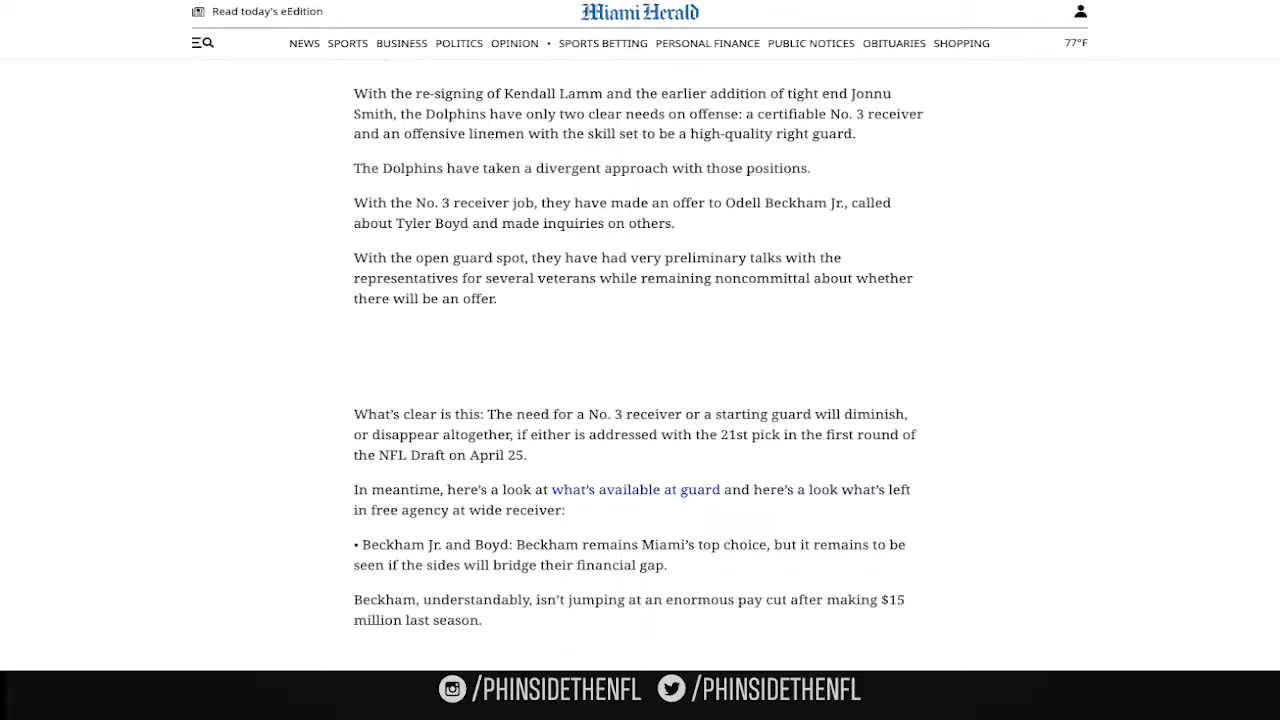 Read today's eEdition
Miami Herald
NEWS SPORTS BUSINESS POLITICS OPINION • SPORTS BETTING PERSONAL FINANCE PUBLIC NOTICES OBITUARIES SHOPPING
77°F
With the re-signing of Kendall Lamm and the earlier addition of tight end Jonnu
Smith, the Dolphins have only two clear needs on offense: a certifiable No. 3 receiver
and an offensive linemen with the skill set to be a high-quality right guard.
The Dolphins have taken a divergent approach with those positions.
With the No. 3 receiver job, they have made an offer to Odell Beckham Jr., called
about Tyler Boyd and made inquiries on others.
With the open guard spot, they have had very preliminary talks with the
representatives for several veterans while remaining noncommittal about whether
there will be an offer.
What's clear is this: The need for a No. 3 receiver or a starting guard will diminish,
or disappear altogether, if either is addressed with the 21st pick in the first round of
the NFL Draft on April 25.
In meantime, here's a look at what's available at guard and here's a look what's left
in free agency at wide receiver:
▪ Beckham Jr. and Boyd: Beckham remains Miami's top choice, but it remains to be
seen if the sides will bridge their financial gap.
Beckham, understandably, isn't jumping at an enormous pay cut after making $15
million last season.
/PHINSIDETHENFL /PHINSIDETHENFL